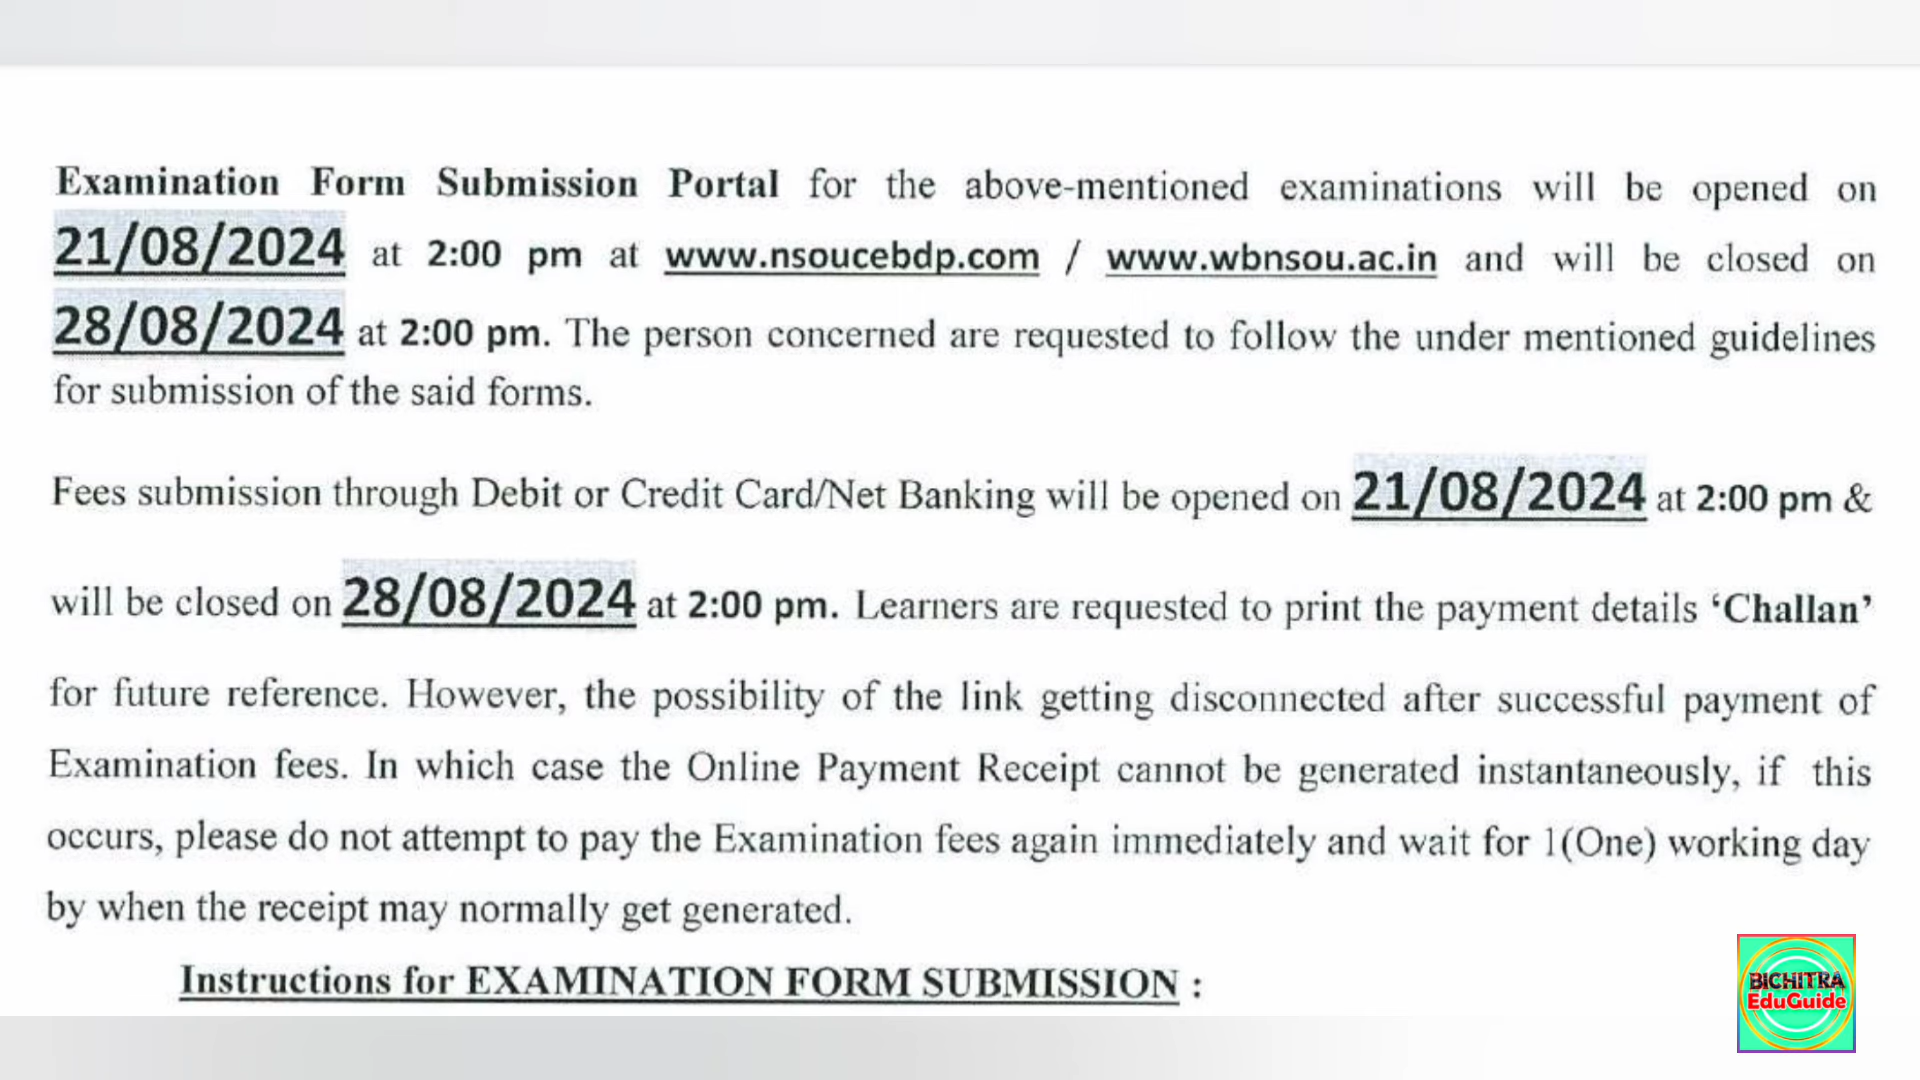 Examination Form Submission Portal for the above-mentioned examinations will be opened on
21/08/2024 at 2:00 pm at www.nsoucebdp.com / www.wbnsou.ac.in and will be closed on
28/08/2024 at 2:00 pm. The person concerned are requested to follow the under mentioned guidelines
for submission of the said forms.
Fees submission through Debit or Credit Card/Net Banking will be opened on 21/08/2024 at 2:00 pm &
will be closed on 28/08/2024 at 2:00 pm. Learners are requested to print the payment details ‘Challan’
for future reference. However, the possibility of the link getting disconnected after successful payment of
Examination fees. In which case the Online Payment Receipt cannot be generated instantaneously, if this
occurs, please do not attempt to pay the Examination fees again immediately and wait for 1(One) working day
by when the receipt may normally get generated.
Instructions for EXAMINATION FORM SUBMISSION :
BICHITRA
EduGuide